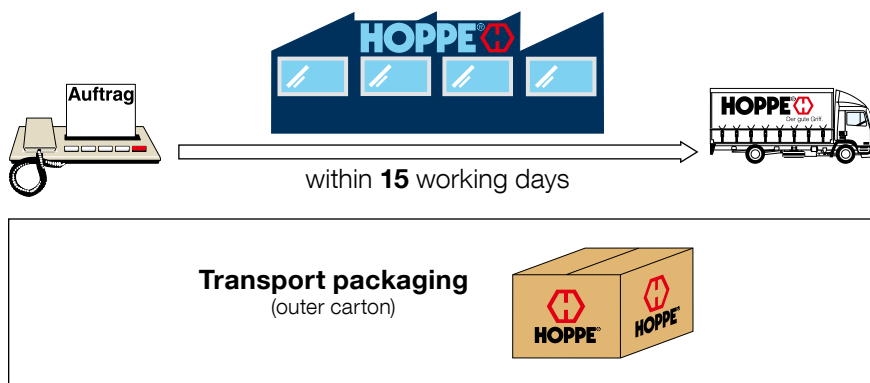 HOPPE®
Auftrag
HOPPE®
Der gute Griff.
within 15 working days
Transport packaging
(outer carton)
HOPPE®
HOPPE®